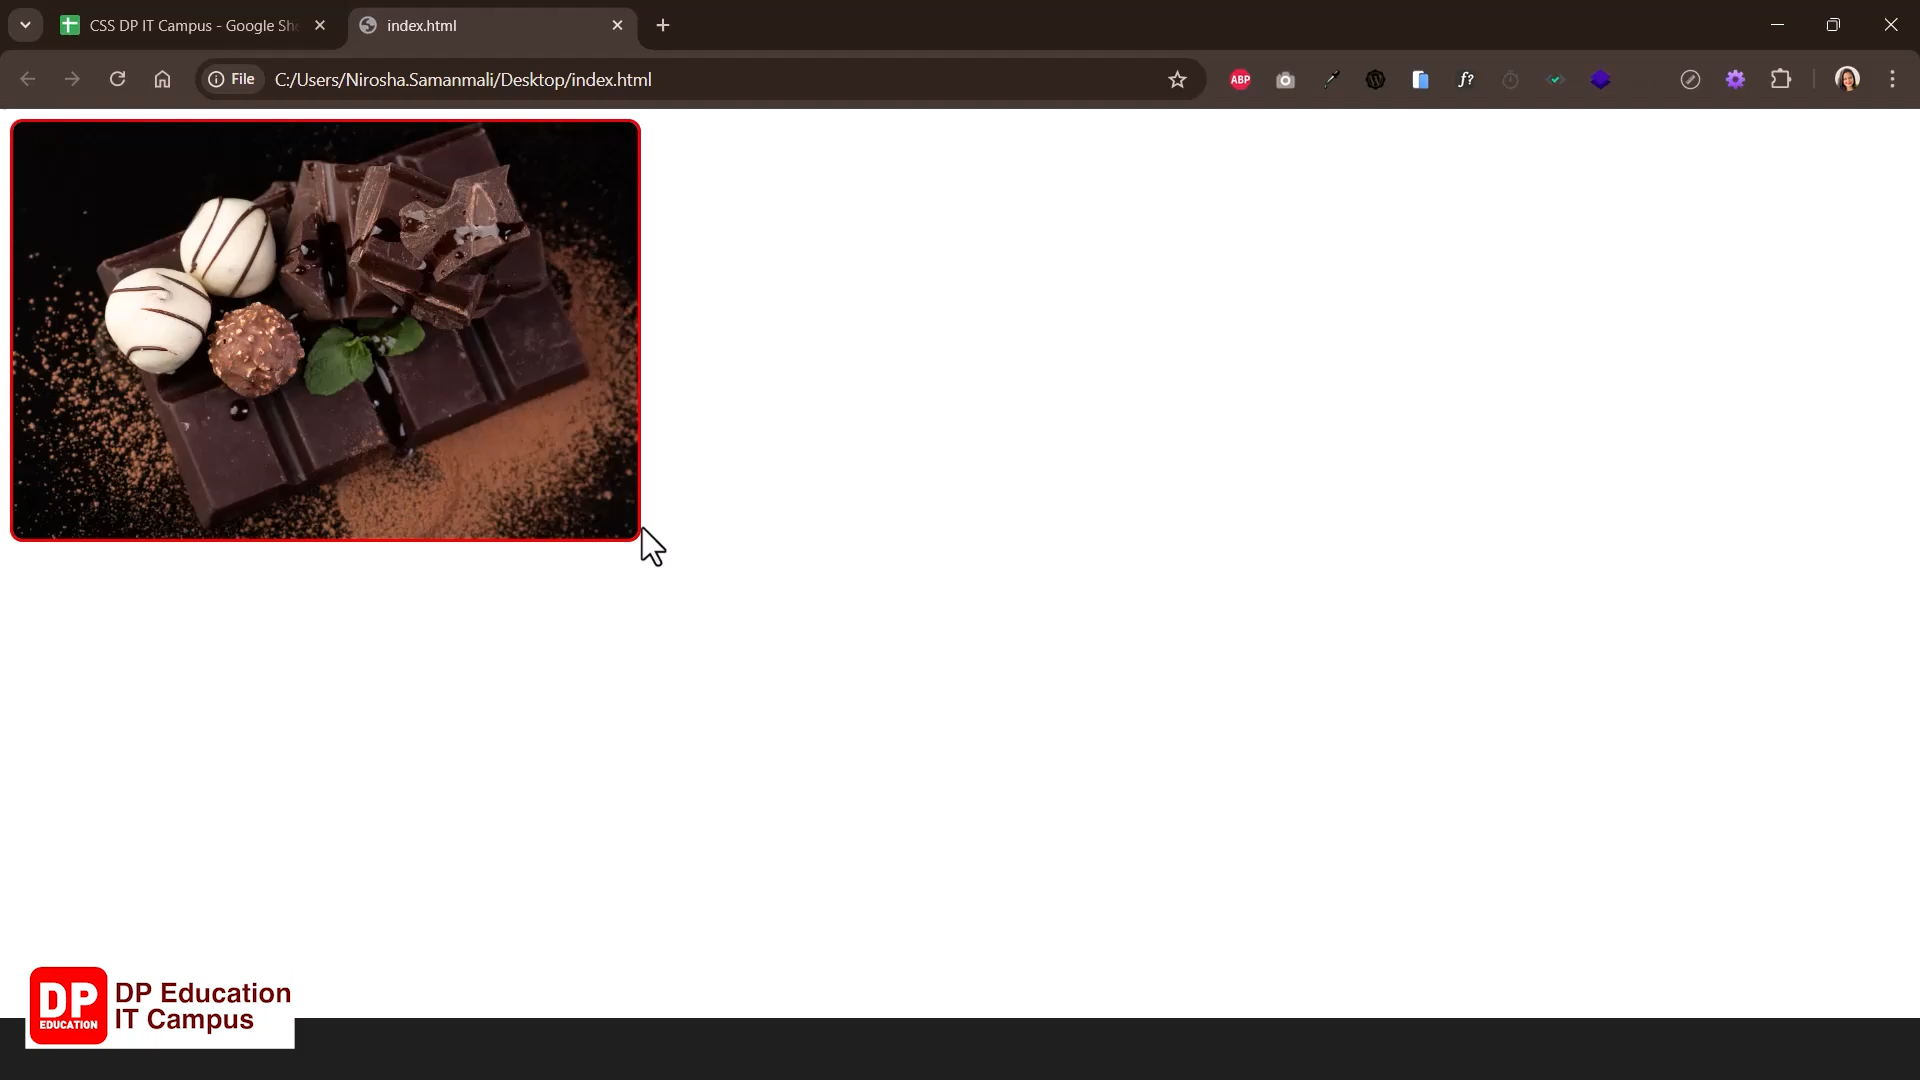 CSS DP IT Campus - Google She
index.html
File
C:/Users/Nirosha.Samanmali/Desktop/index.html
ABP
f?
DP
EDUCATION
DP Education
IT Campus